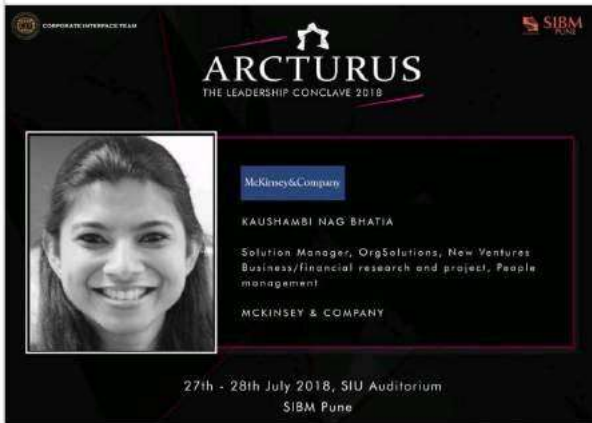 CORPORATE INTERFACE TEAM
SIBM
PUNE
ARCTURUS
THE LEADERSHIP CONCLAVE 2018
McKinsey&Company
KAUSHAMBI NAG BHATIA
Solution Manager, OrgSolutions, New Ventures
Business/financial research and project, People
management
MCKINSEY & COMPANY
27th - 28th July 2018, SIU Auditorium
SIBM Pune